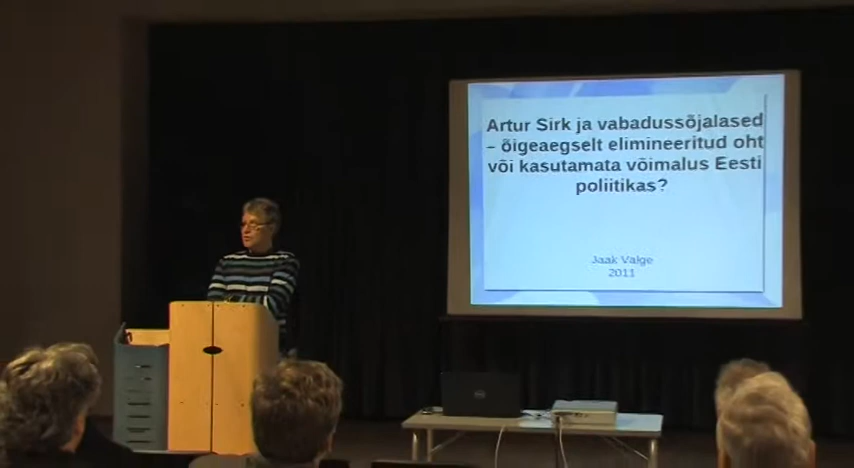 Artur Sirk ja vabadussõjalased
– õigeaegselt elimineeritud oht
või kasutamata võimalus Eesti
poliitikas?
Jaak Valge
2011